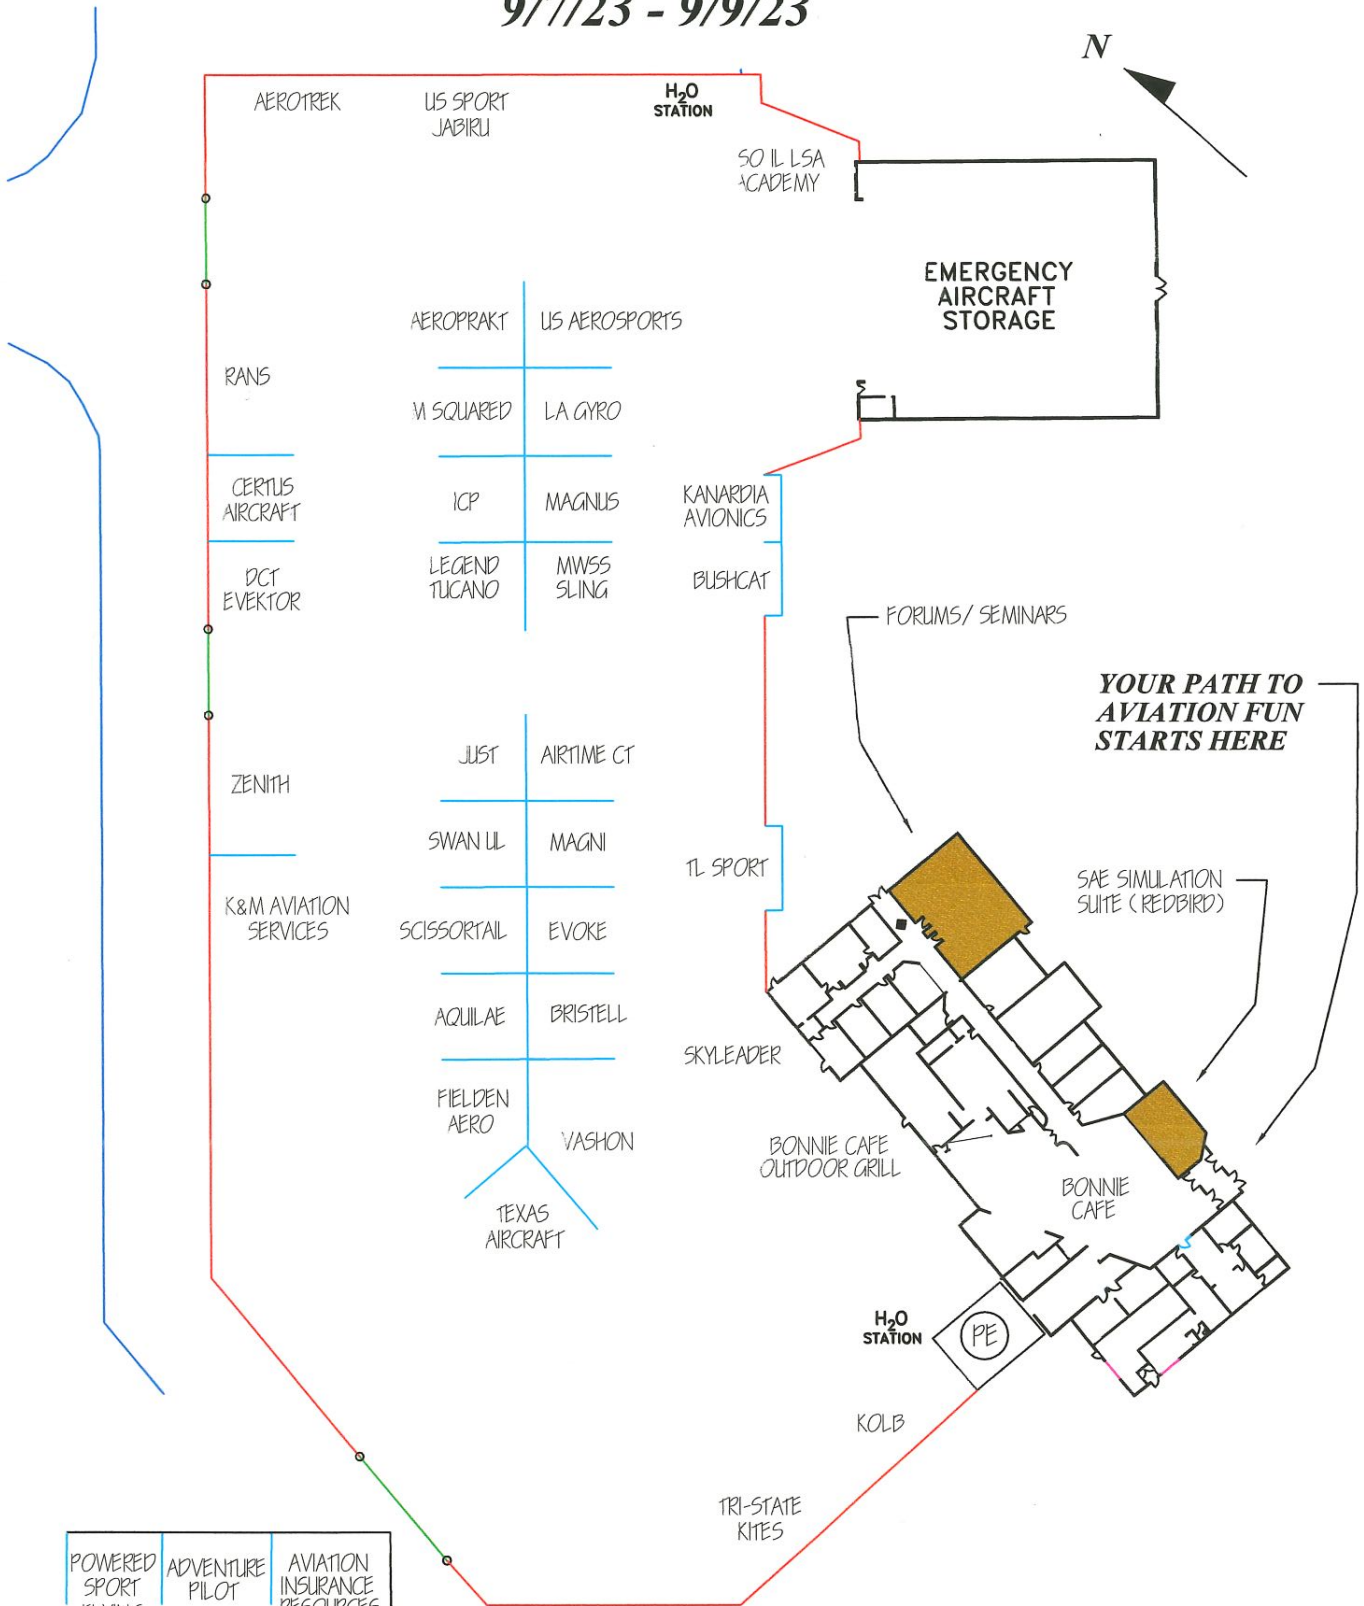 9/7/23 - 9/9/23
N
AEROTREK
US SPORT
JABIRU
H2O
STATION
SO IL LSA
ACADEMY
EMERGENCY
AIRCRAFT
STORAGE
AEROPRAKT
US AEROSPORTS
RANS
M SQUARED
LA GYRO
CERTUS
AIRCRAFT
ICP
MAGNUS
KANARDIA
AVIONICS
DCT
EVEKTOR
LEGEND
TUCANO
MWSS
SLING
BUSHCAT
FORUMS/ SEMINARS
YOUR PATH TO
AVIATION FUN
STARTS HERE
JUST
AIRTIME CT
ZENITH
SWAN UL
MAGNI
TL SPORT
SAE SIMULATION
SUITE (REDBIRD)
K&M AVIATION
SERVICES
SCISSORTAIL
EVOKE
AQUILAE
BRISTELL
SKYLEADER
FIELDEN
AERO
VASHON
BONNIE CAFE
OUTDOOR GRILL
BONNIE
CAFE
TEXAS
AIRCRAFT
H2O
STATION
PE
KOLB
TRI-STATE
KITES
POWERED
SPORT
ADVENTURE
PILOT
AVIATION
INSURANCE
RESOURCES